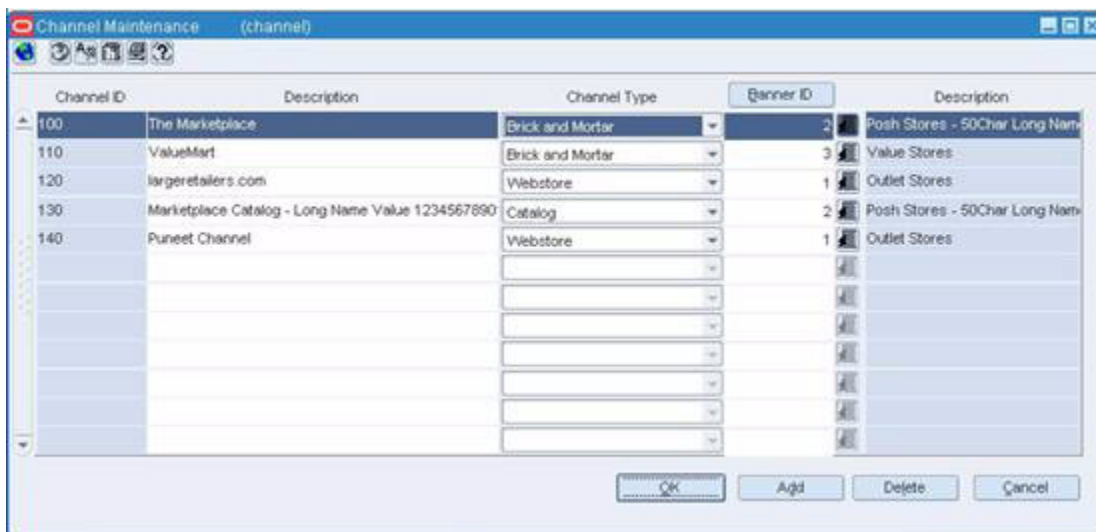 Channel Maintenance (channel)
Channel ID Description Channel Type Banner ID Description
100 The Marketplace Brick and Mortar 2 Posh Stores - 50Char Long Nam
110 ValueMart Brick and Mortar 3 Value Stores
120 largeretailers.com Webstore 1 Outlet Stores
130 Marketplace Catalog - Long Name Value 1234567890 Catalog 2 Posh Stores - 50Char Long Nam
140 Puneet Channel Webstore 1 Outlet Stores
OK Add Delete Cancel